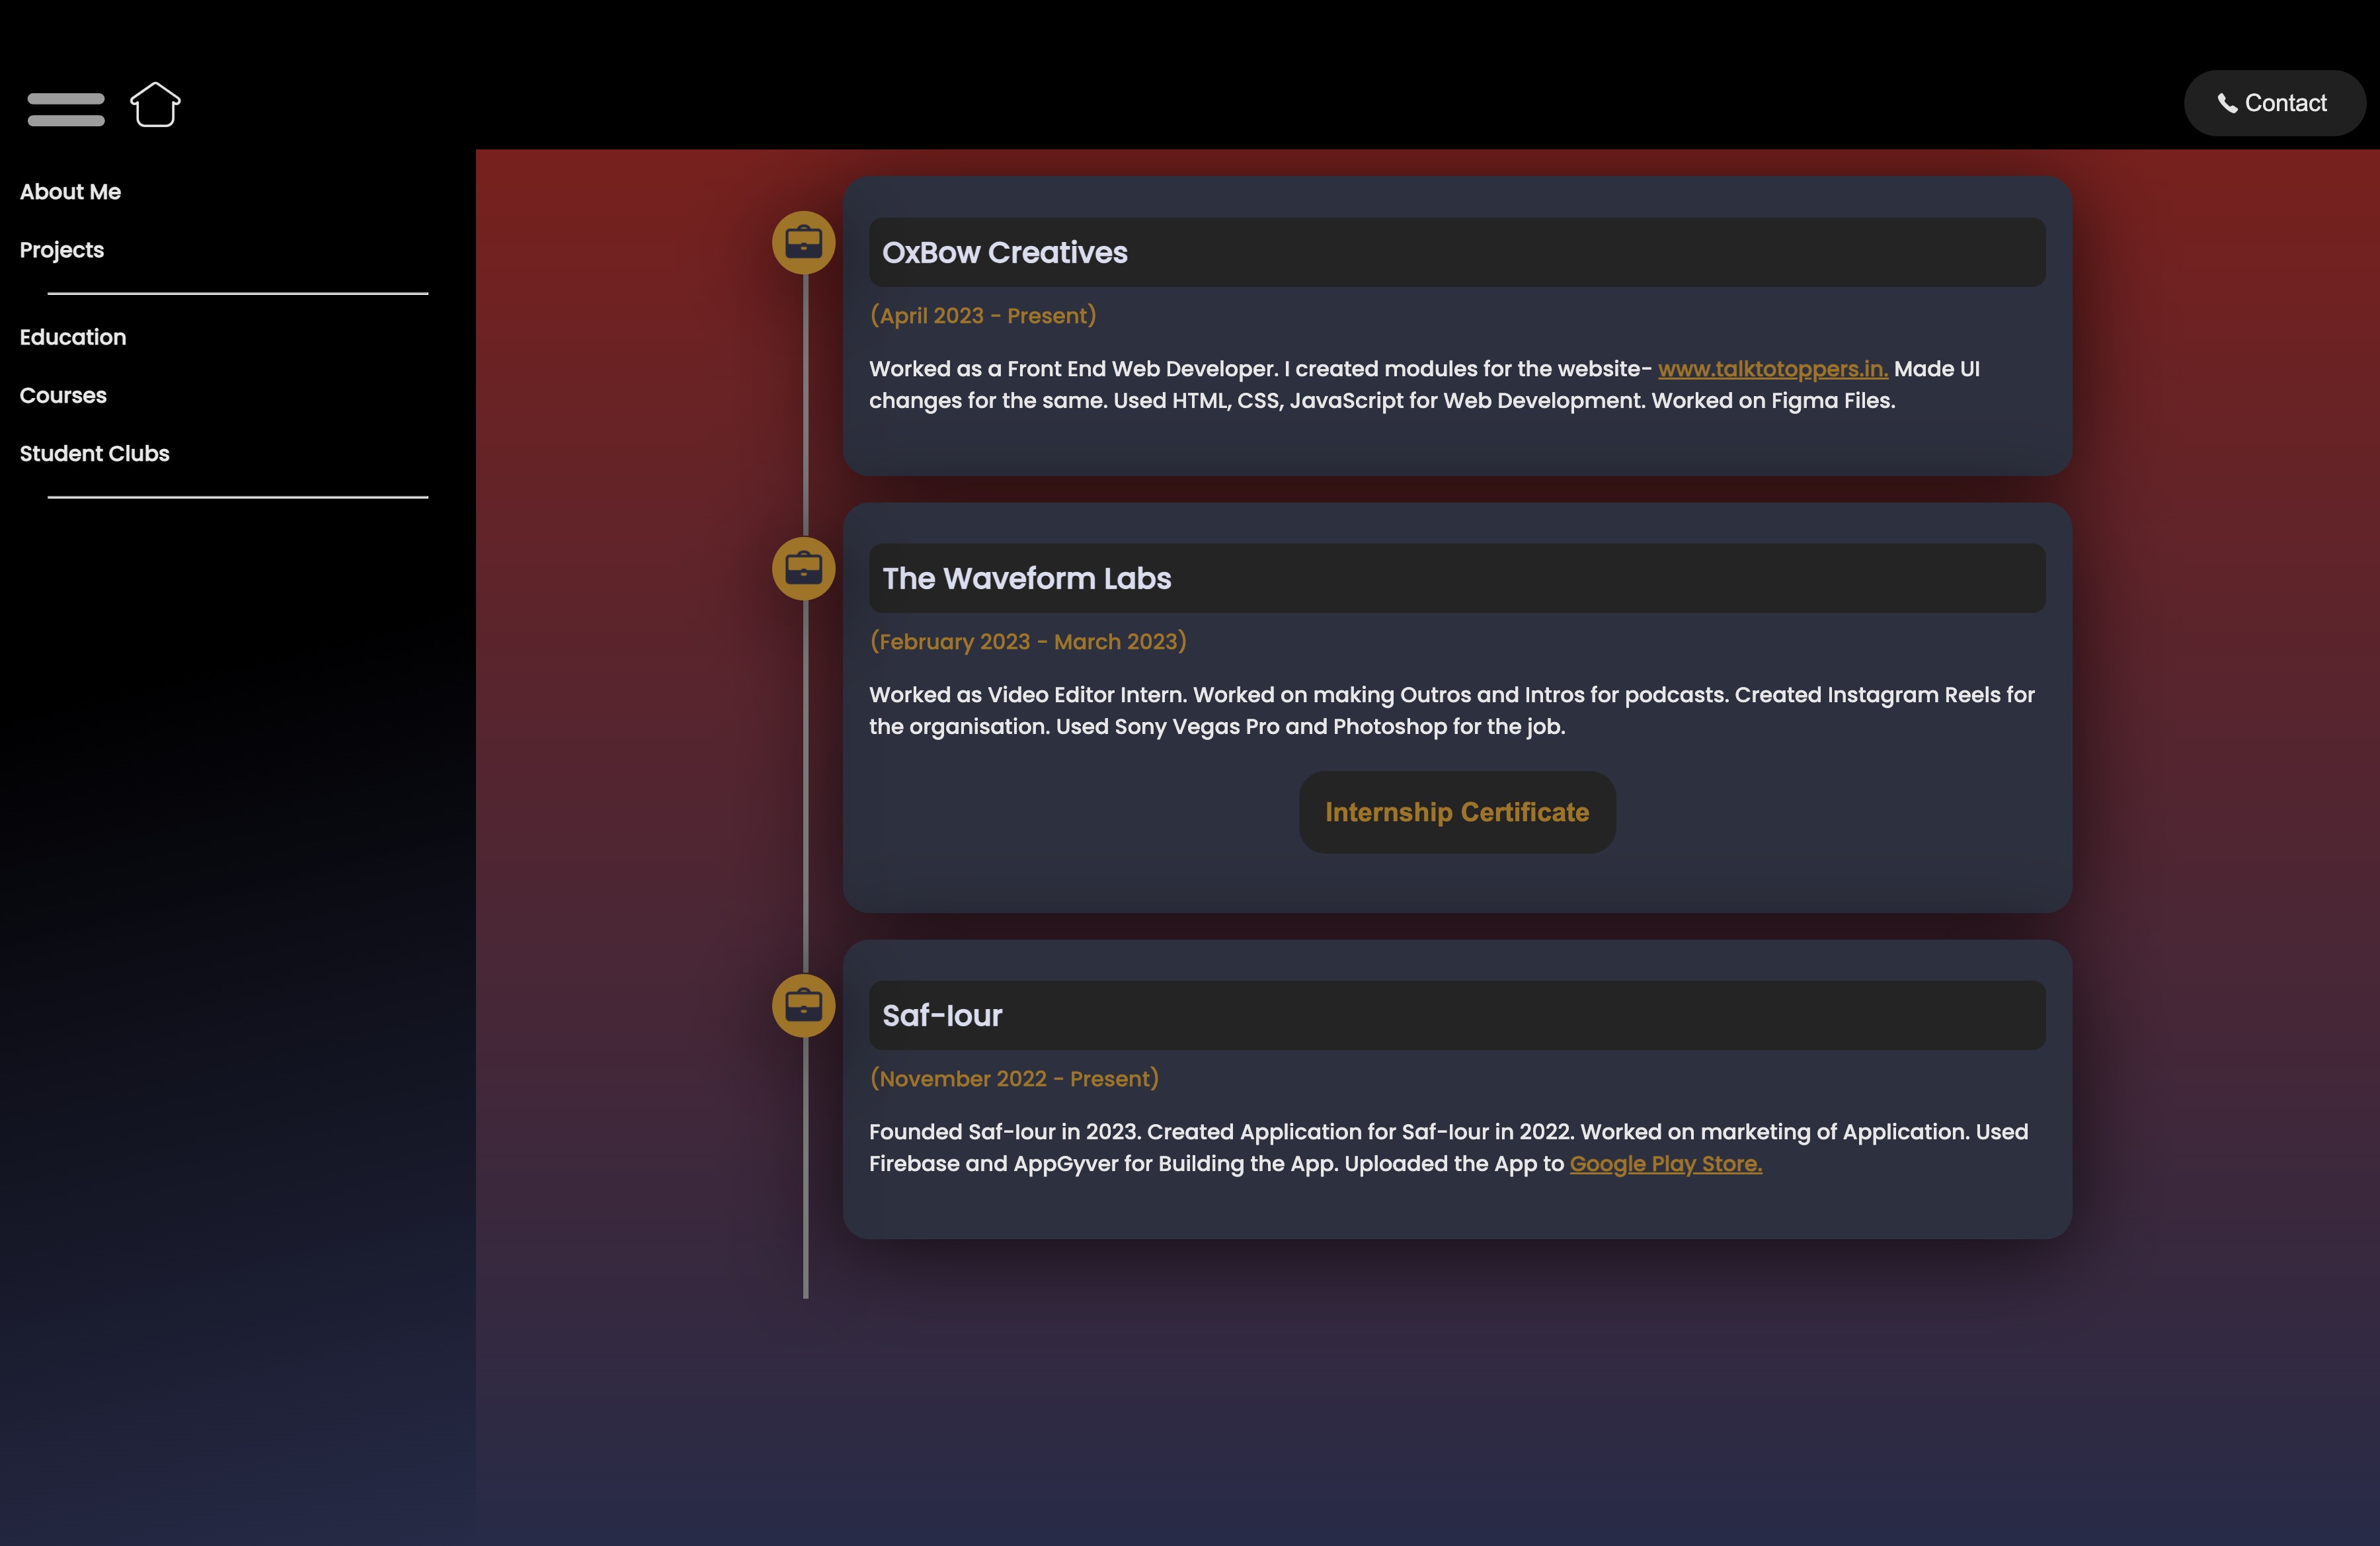 Contact
About Me
Projects
Education
Courses
Student Clubs
OxBow Creatives
(April 2023 - Present)
Worked as a Front End Web Developer. I created modules for the website- www.talktotoppers.in. Made UI
changes for the same. Used HTML, CSS, JavaScript for Web Development. Worked on Figma Files.
The Waveform Labs
(February 2023 - March 2023)
Worked as Video Editor Intern. Worked on making Outros and Intros for podcasts. Created Instagram Reels for
the organisation. Used Sony Vegas Pro and Photoshop for the job.
Internship Certificate
Saf-Iour
(November 2022 - Present)
Founded Saf-Iour in 2023. Created Application for Saf-Iour in 2022. Worked on marketing of Application. Used
Firebase and AppGyver for Building the App. Uploaded the App to Google Play Store.